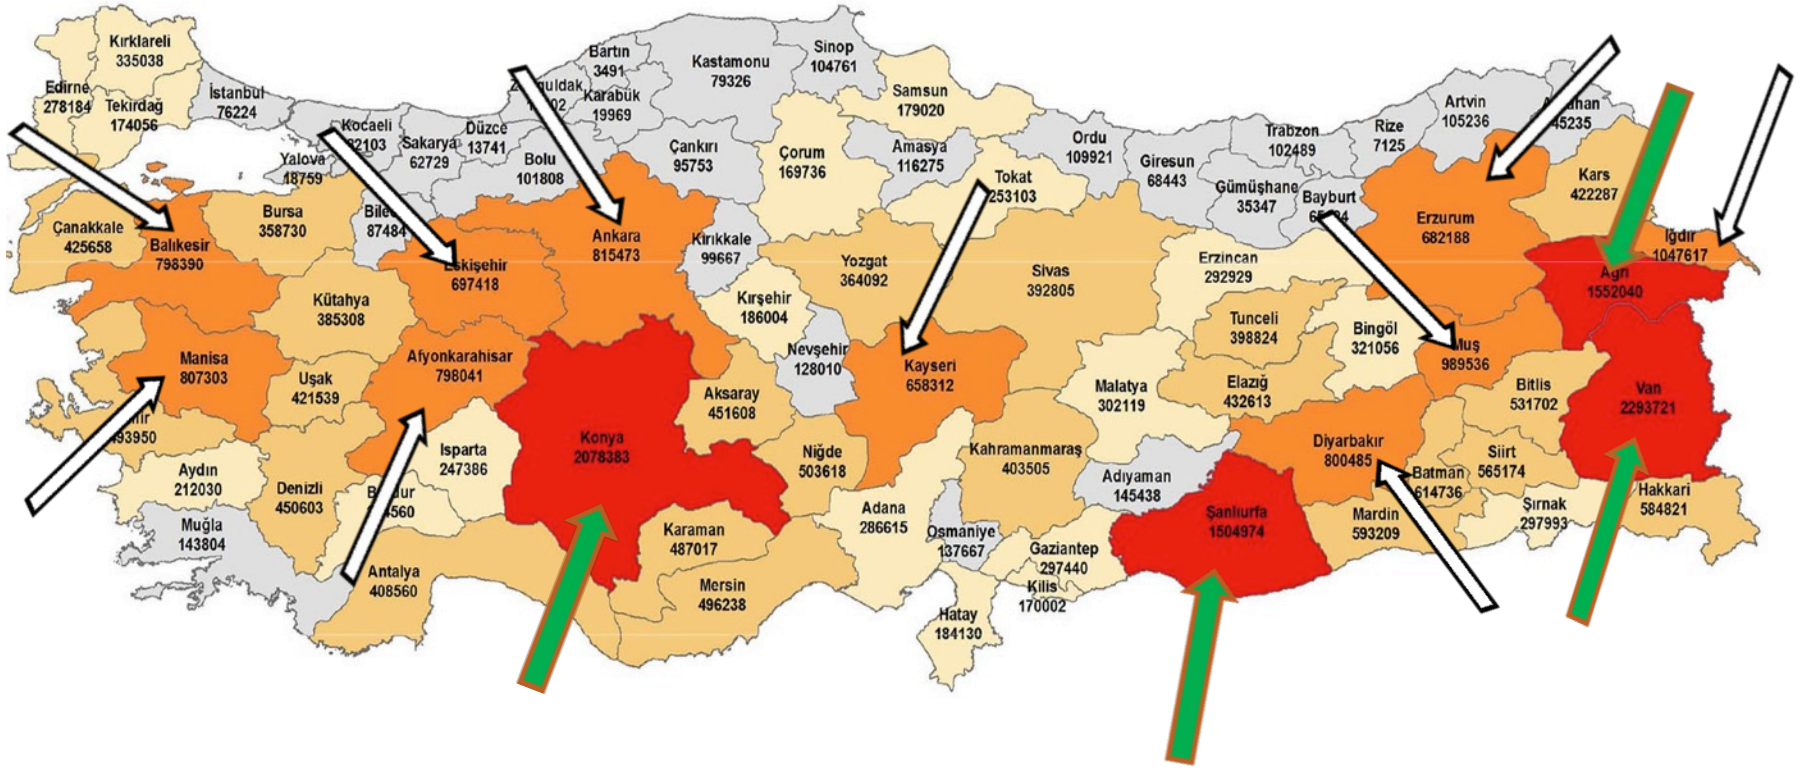 Kırklareli
335038
Edirne
278184
Tekirdağ
174056
İstanbul
76224
Kocaeli
Yalova
18759
Sakarya
62729
Düzce
13741
Bolu
101808
Bartın
3491
Karabük
19969
Kastamonu
79326
Sinop
104761
Çankırı
95753
Samsun
179020
Çorum
169736
Amasya
116275
Tokat
253103
Ordu
109921
Giresun
68443
Trabzon
102489
Rize
7125
Artvin
105236
45235
Gümüşhane
35347
Bayburt
Kars
422287
Erzurum
682188
Iğdır
1047617
Ağrı
1552040
Çanakkale
425658
Balıkesir
798390
Bursa
358730
87484
Eskişehir
697418
Ankara
815473
Kırıkkale
99667
Yozgat
364092
Sivas
392805
Erzincan
292929
Kütahya
385308
Kırşehir
186004
Tunceli
398824
Bingöl
321056
Muş
989536
Manisa
807303
Uşak
421539
Afyonkarahisar
798041
Aksaray
451608
Nevşehir
128010
Kayseri
658312
Malatya
302119
Elazığ
432613
Bitlis
531702
Van
2293721
493950
Isparta
247386
Konya
2078383
Niğde
503618
Kahramanmaraş
403505
Adıyaman
145438
Diyarbakır
800485
Batman
614736
Siirt
565174
Hakkari
584821
Şırnak
297993
Mardin
593209
Şanlıurfa
1504974
Aydın
212030
Denizli
450603
Muğla
143804
Antalya
408560
Karaman
487017
Mersin
496238
Adana
286615
Osmaniye
137667
Gaziantep
297440
Kilis
170002
Hatay
184130